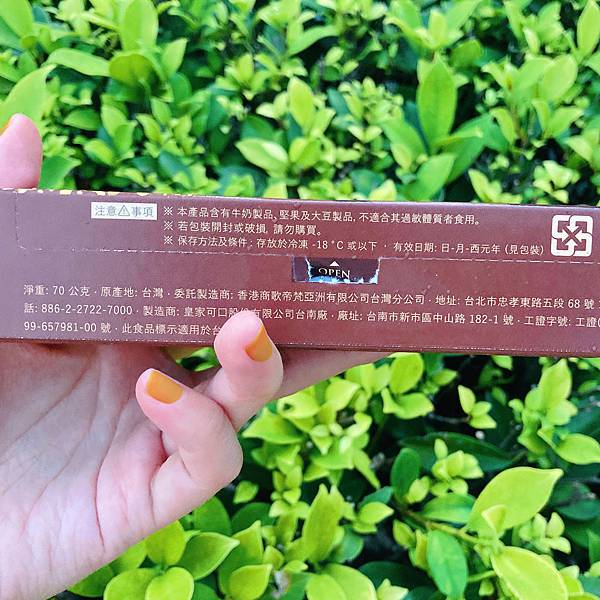 注意⚠事項 ※ 本產品含有牛奶製品、堅果及大豆製品, 不適合其過敏體質者食用。
※ 若包裝開封或破損, 請勿購買。
※ 保存方法及條件: 存放於冷凍 -18°C 或以下 · 有效日期: 日-月-西元年 (見包裝)
OPEN
淨重: 70 公克 · 原產地: 台灣 · 委託製造商: 香港商歌帝梵亞洲有限公司台灣分公司 · 地址: 台北市忠孝東路五段 68 號
話: 886-2-2722-7000 · 製造商: 皇家可口股份有限公司台南廠 · 廠址: 台南市新市區中山路 182-1 號 · 工證字號: 工證
99-657981-00 號 · 此食品標示適用於台